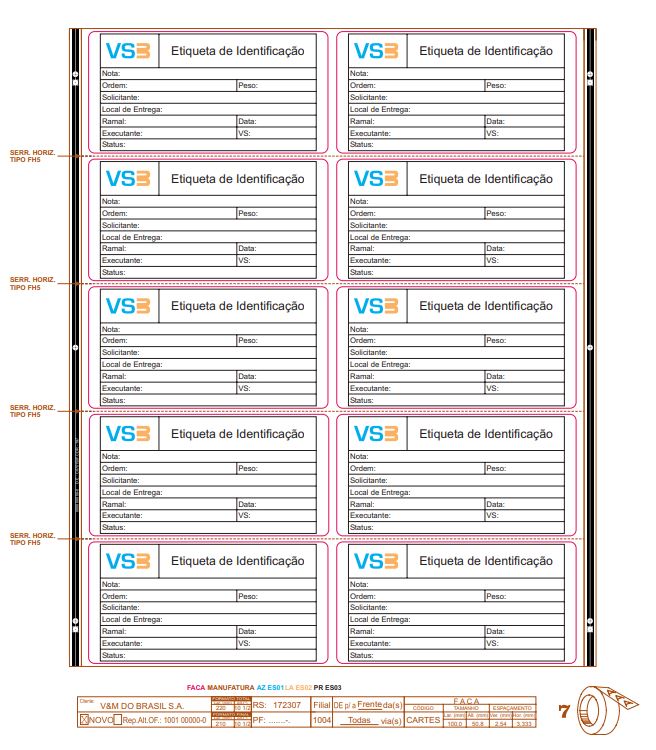 VSB Etiqueta de Identificação VSB Etiqueta de Identificação
Nota: Nota:
Ordem: Peso: Ordem: Peso:
Solicitante: Solicitante:
Local de Entrega: Local de Entrega:
Ramal: Data: Ramal: Data:
Executante: VS: Executante: VS:
Status: Status:
SERR. HORIZ.
TIPO FH5
VSB Etiqueta de Identificação VSB Etiqueta de Identificação
Nota: Nota:
Ordem: Peso: Ordem: Peso:
Solicitante: Solicitante:
Local de Entrega: Local de Entrega:
Ramal: Data: Ramal: Data:
Executante: VS: Executante: VS:
Status: Status:
SERR. HORIZ.
TIPO FH5
VSB Etiqueta de Identificação VSB Etiqueta de Identificação
Nota: Nota:
Ordem: Peso: Ordem: Peso:
Solicitante: Solicitante:
Local de Entrega: Local de Entrega:
Ramal: Data: Ramal: Data:
Executante: VS: Executante: VS:
Status: Status:
SERR. HORIZ.
TIPO FH5
VSB Etiqueta de Identificação VSB Etiqueta de Identificação
Nota: Nota:
Ordem: Peso: Ordem: Peso:
Solicitante: Solicitante:
Local de Entrega: Local de Entrega:
Ramal: Data: Ramal: Data:
Executante: VS: Executante: VS:
Status: Status:
SERR. HORIZ.
TIPO FH5
VSB Etiqueta de Identificação VSB Etiqueta de Identificação
Nota: Nota:
Ordem: Peso: Ordem: Peso:
Solicitante: Solicitante:
Local de Entrega: Local de Entrega:
Ramal: Data: Ramal: Data:
Executante: VS: Executante: VS:
Status: Status:
FACA MANUFATURA AZ ES01 LA ES02 PR ES03
Cliente: V&M DO BRASIL S.A. FORMATO TOTAL 220 10 1/2 RS: 172307 Filial DE p/ a Frente da(s) FACA
CÓDIGO TAMANHO ESPAÇAMENTO
X NOVO Rep.Alt.OF.: 1001 00000-0 210 10 1/2 PF: .......-. 1004 Todas via(s) CARTES 100,0 50,8 2,54 3,333
7 A A A